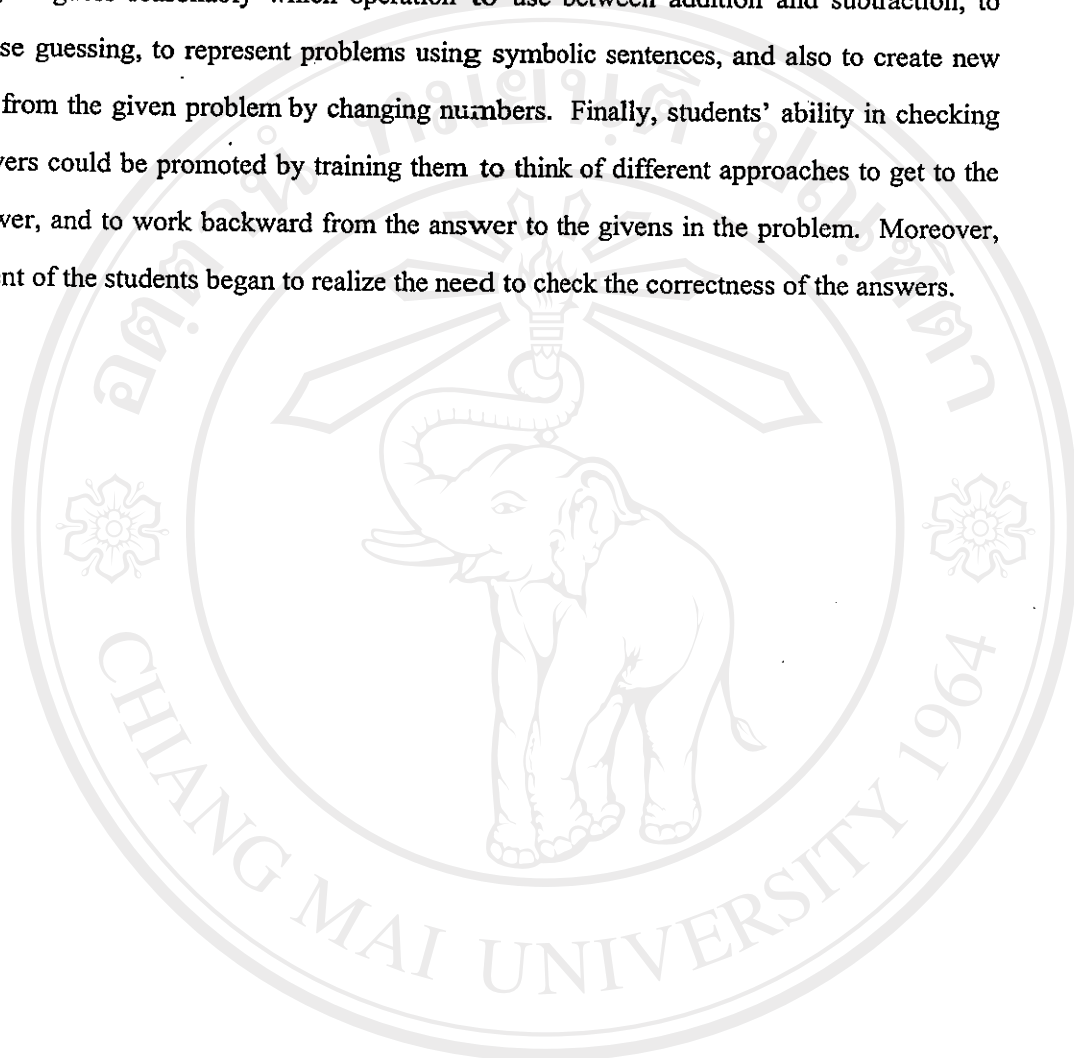 guess reasonably which operation to use between addition and subtraction, to
se guessing, to represent problems using symbolic sentences, and also to create new
from the given problem by changing numbers. Finally, students' ability in checking
vers could be promoted by training them to think of different approaches to get to the
ver, and to work backward from the answer to the givens in the problem. Moreover,
nt of the students began to realize the need to check the correctness of the answers.
CHIANG MAI UNIVERSITY 1964